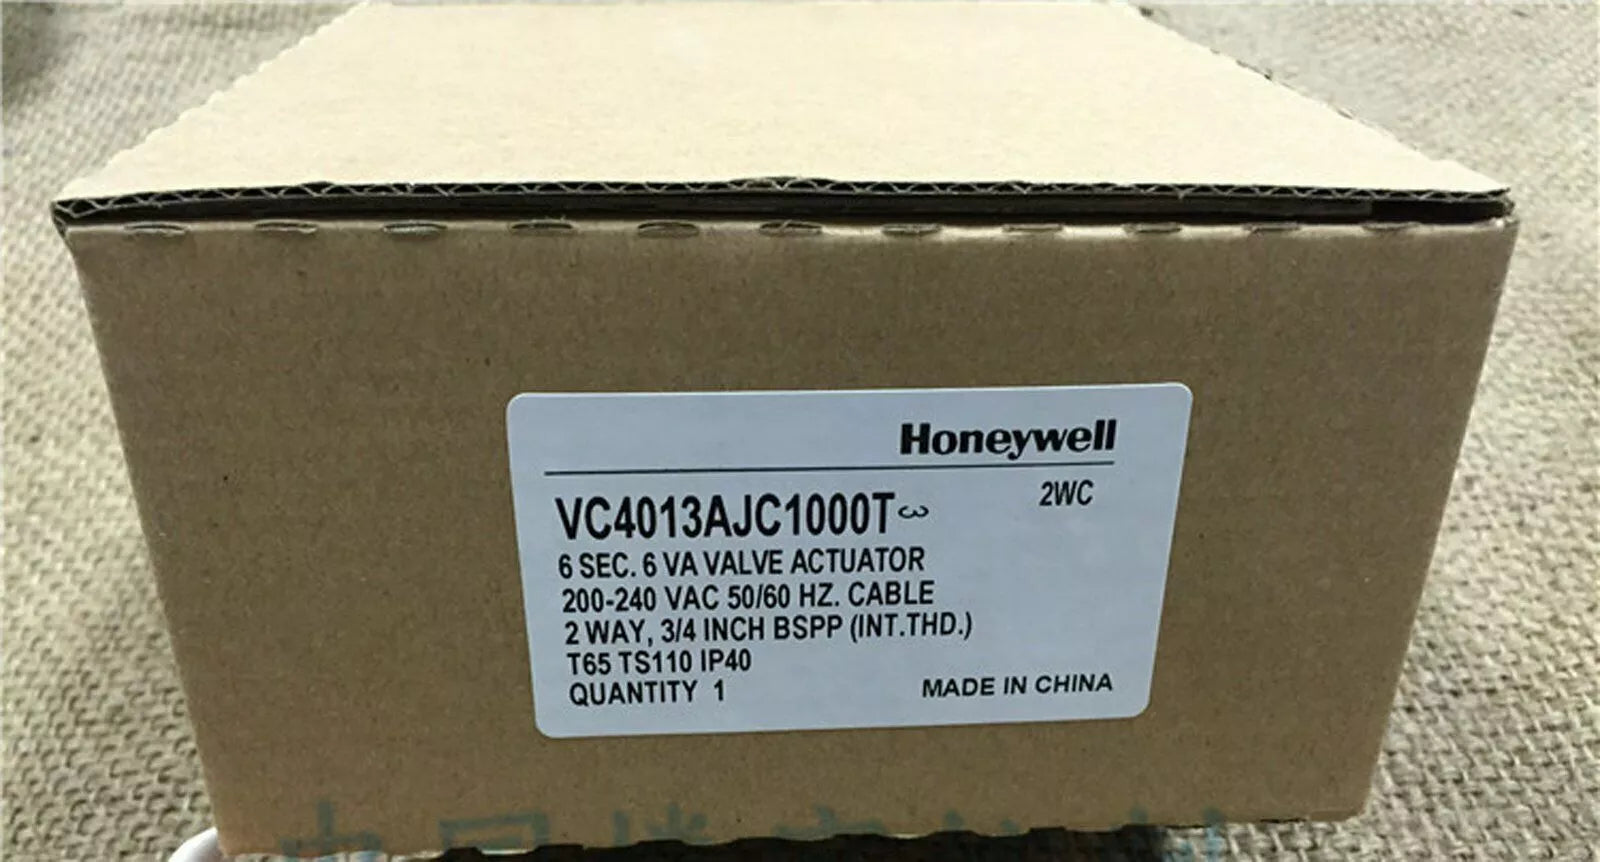 Honeywell
VC4013AJC1000T 3
2WC
6 SEC. 6 VA VALVE ACTUATOR
200-240 VAC 50/60 HZ. CABLE
2 WAY, 3/4 INCH BSPP (INT.THD.)
T65 TS110 IP40
QUANTITY 1
MADE IN CHINA